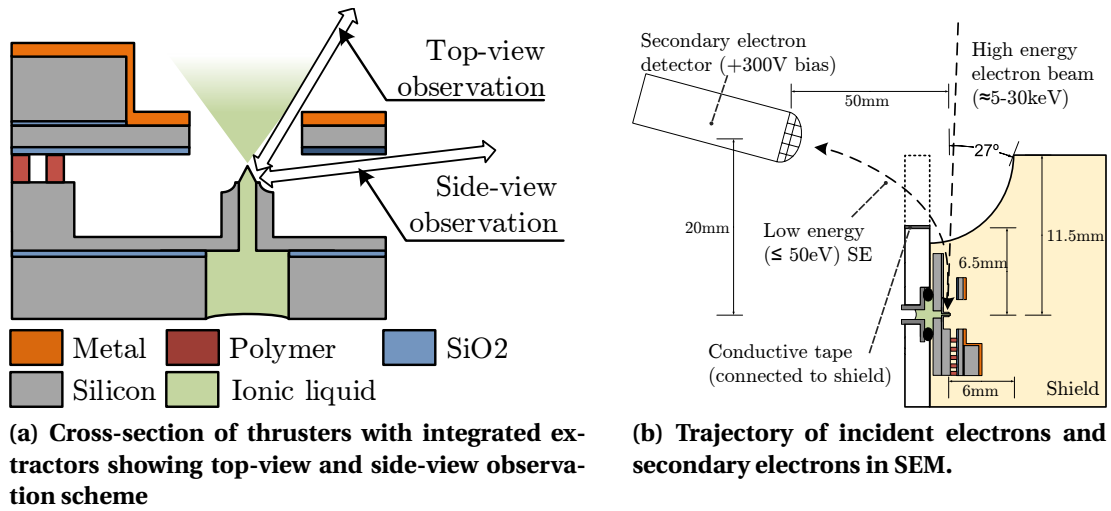 Top-view
observation
Side-view
observation
Metal
Polymer
SiO2
Silicon
Ionic liquid
(a) Cross-section of thrusters with integrated ex-
tractors showing top-view and side-view observa-
tion scheme
Secondary electron
detector (+300V bias)
High energy
electron beam
(≈5-30keV)
50mm
27°
20mm
Low energy
(≤ 50eV) SE
6.5mm
11.5mm
Conductive tape
(connected to shield)
6mm
Shield
(b) Trajectory of incident electrons and
secondary electrons in SEM.